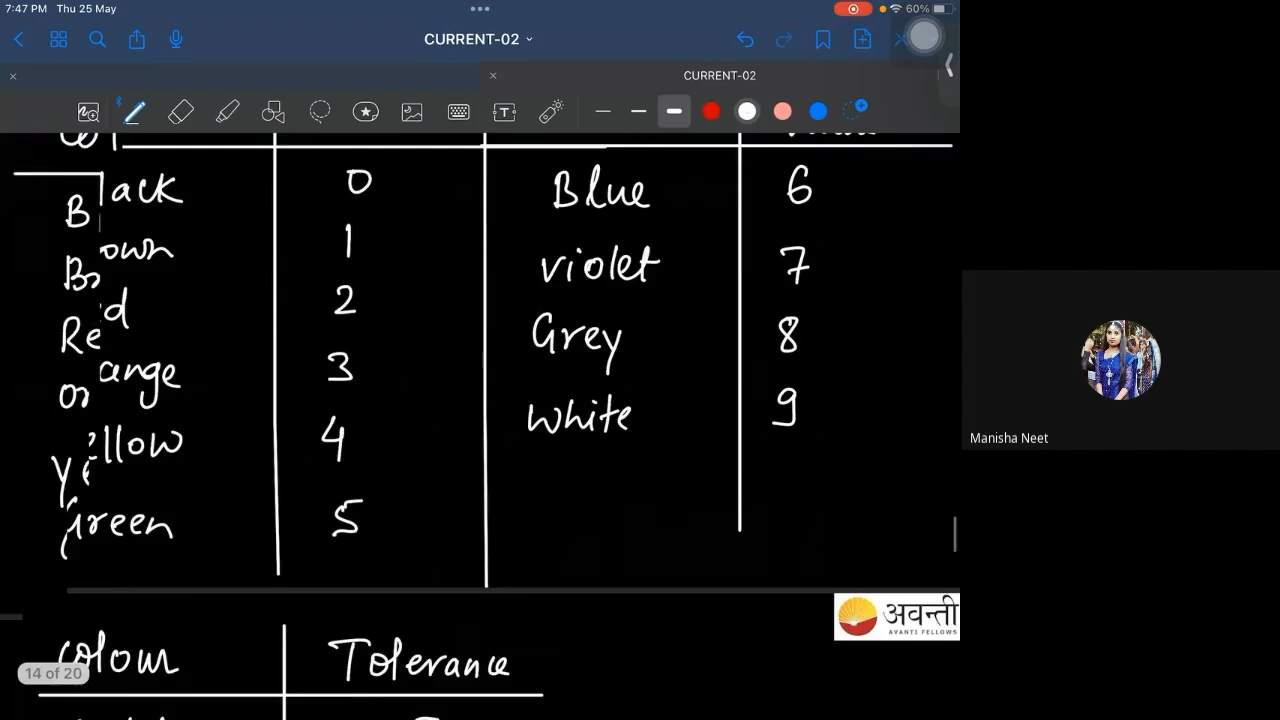 7:47 PM Thu 25 May
60%
CURRENT-02
CURRENT-02
Black 0 Blue 6
Brown 1 violet 7
Red 2 Grey 8
Orange 3 White 9
Yellow 4
Green 5
Manisha Neet
अवन्ती
AVANTI FELLOWS
Colour Tolerance
14 of 20